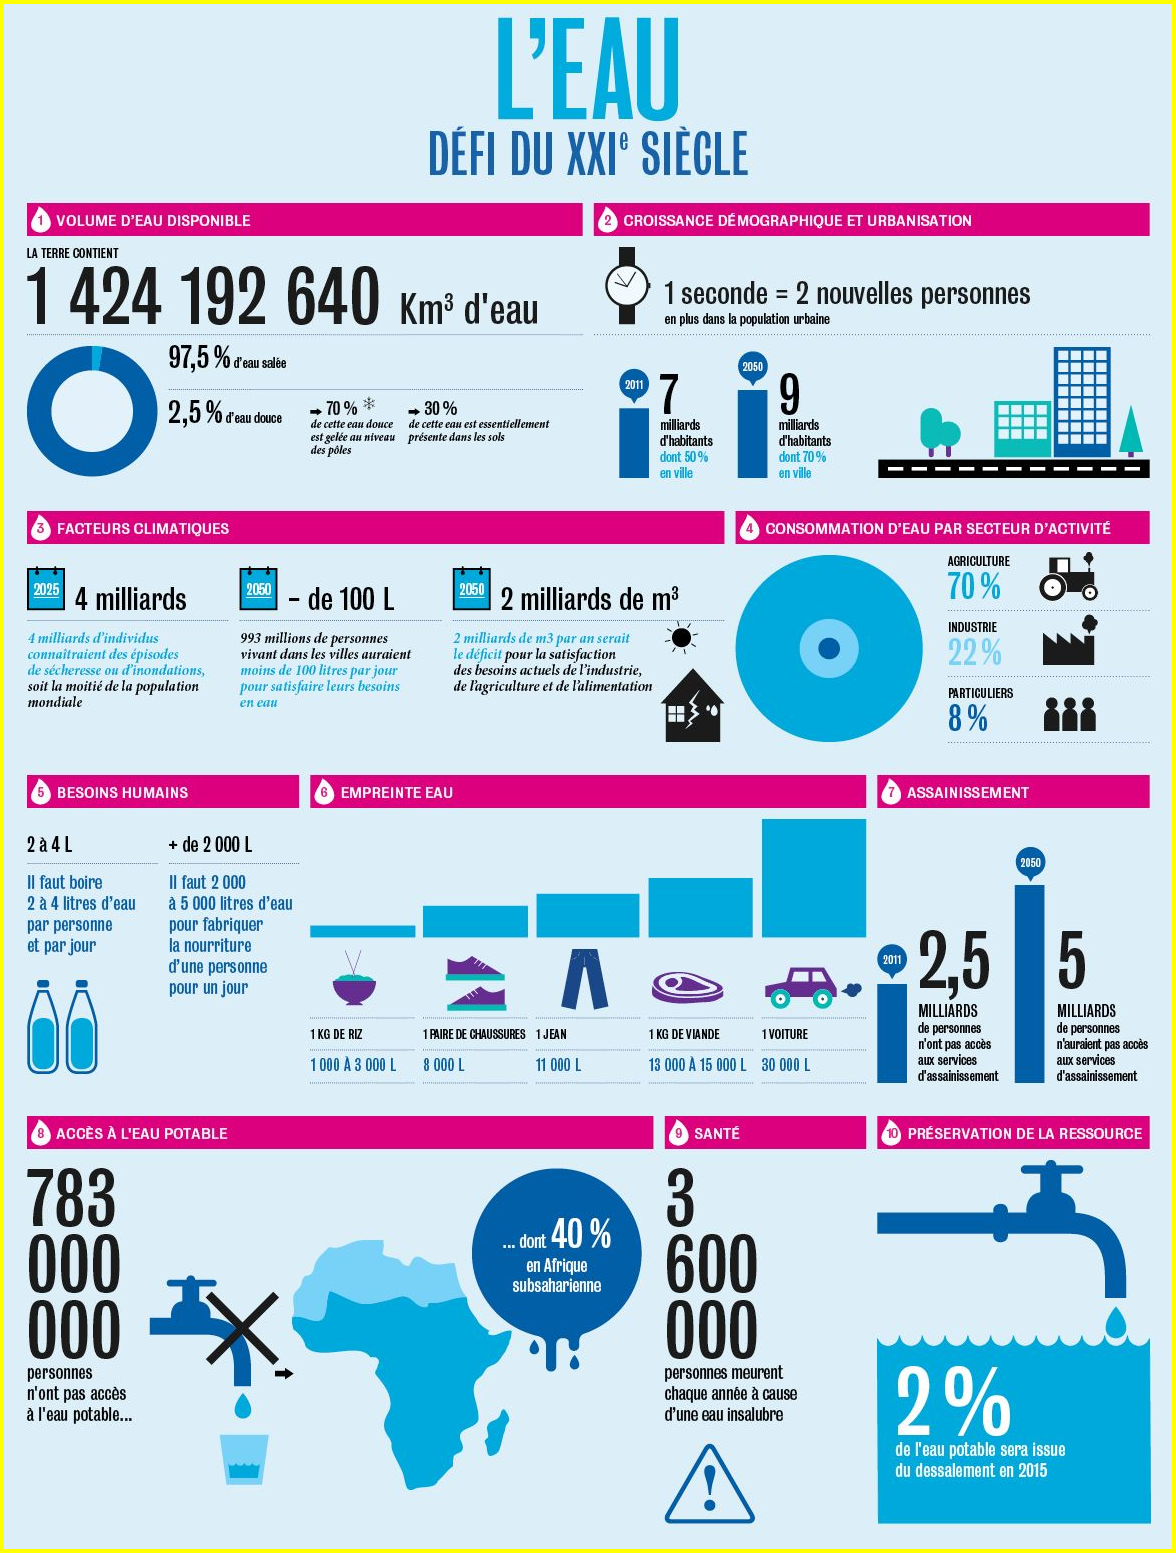 L'EAU
DÉFI DU XXIe SIÈCLE
1 VOLUME D'EAU DISPONIBLE
LA TERRE CONTIENT
1 424 192 640 Km³ d'eau
97,5 % d'eau salée
2,5 % d'eau douce
➡ 70 %
de cette eau douce
est gelée au niveau
des pôles
➡ 30 %
de cette eau est essentiellement
présente dans les sols
2 CROISSANCE DÉMOGRAPHIQUE ET URBANISATION
1 seconde = 2 nouvelles personnes
en plus dans la population urbaine
2011
7
milliards
d'habitants
dont 50 %
en ville
2050
9
milliards
d'habitants
dont 70 %
en ville
3 FACTEURS CLIMATIQUES
2025
4 milliards
4 milliards d'individus
connaîtraient des épisodes
de sécheresse ou d'inondations,
soit la moitié de la population
mondiale
2050
– de 100 L
993 millions de personnes
vivant dans les villes auraient
moins de 100 litres par jour
pour satisfaire leurs besoins
en eau
2050
2 milliards de m³
2 milliards de m3 par an serait
le déficit pour la satisfaction
des besoins actuels de l'industrie,
de l'agriculture et de l'alimentation
4 CONSOMMATION D'EAU PAR SECTEUR D'ACTIVITÉ
AGRICULTURE
70 %
INDUSTRIE
22 %
PARTICULIERS
8 %
5 BESOINS HUMAINS
2 à 4 L
Il faut boire
2 à 4 litres d'eau
par personne
et par jour
+ de 2 000 L
Il faut 2 000
à 5 000 litres d'eau
pour fabriquer
la nourriture
d'une personne
pour un jour
6 EMPREINTE EAU
1 KG DE RIZ
1 000 À 3 000 L
1 PAIRE DE CHAUSSURES
8 000 L
1 JEAN
11 000 L
1 KG DE VIANDE
13 000 À 15 000 L
1 VOITURE
30 000 L
7 ASSAINISSEMENT
2011
2,5
MILLIARDS
de personnes
n'ont pas accès
aux services
d'assainissement
2050
5
MILLIARDS
de personnes
n'auraient pas accès
aux services
d'assainissement
8 ACCÈS À L'EAU POTABLE
783
000
000
personnes
n'ont pas accès
à l'eau potable...
... dont 40 %
en Afrique
subsaharienne
9 SANTÉ
3
600
000
personnes meurent
chaque année à cause
d'une eau insalubre
10 PRÉSERVATION DE LA RESSOURCE
2 %
de l'eau potable sera issue
du dessalement en 2015